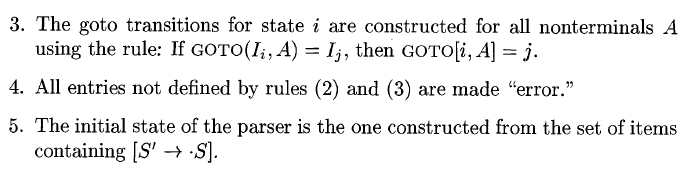 3. The goto transitions for state i are constructed for all nonterminals A
using the rule: If GOTO(Iᵢ, A) = Iⱼ, then GOTO[i, A] = j.
4. All entries not defined by rules (2) and (3) are made “error.”
5. The initial state of the parser is the one constructed from the set of items
containing [S′ → ·S].